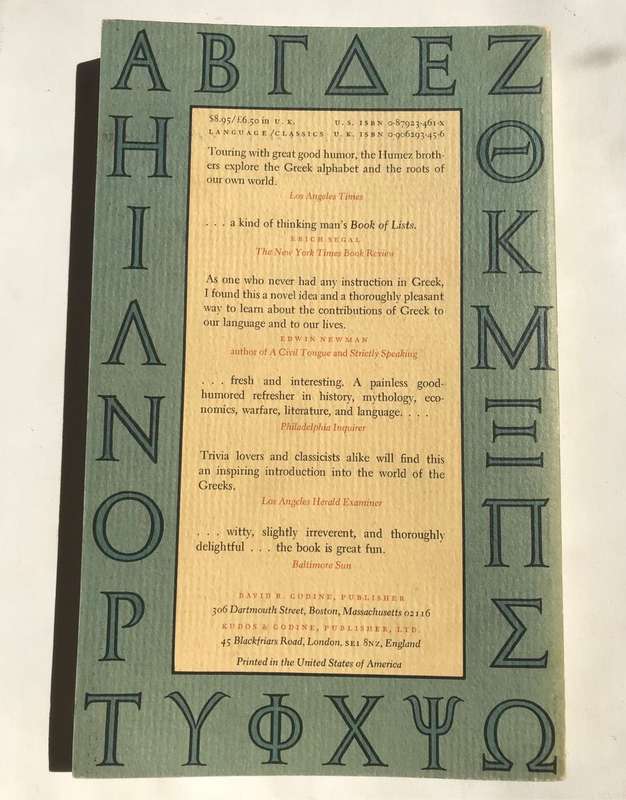 Α Β Γ Δ Ε Ζ
Η Θ
Ι Κ
Λ Μ
Ν Ξ
Ο Π
Ρ Σ
Τ Υ Φ Χ Ψ Ω
$8.95/£6.50 in U.K. U.S. ISBN 0-87923-461-X
LANGUAGE/CLASSICS U.K. ISBN 0-906293-45-6
Touring with great good humor, the Humez broth-
ers explore the Greek alphabet and the roots of
our own world.
Los Angeles Times
. . . a kind of thinking man's Book of Lists.
ERICH SEGAL
The New York Times Book Review
As one who never had any instruction in Greek,
I found this a novel idea and a thoroughly pleasant
way to learn about the contributions of Greek to
our language and to our lives.
EDWIN NEWMAN
author of A Civil Tongue and Strictly Speaking
. . . fresh and interesting. A painless good-
humored refresher in history, mythology, eco-
nomics, warfare, literature, and language. . . .
Philadelphia Inquirer
Trivia lovers and classicists alike will find this
an inspiring introduction into the world of the
Greeks.
Los Angeles Herald Examiner
. . . witty, slightly irreverent, and thoroughly
delightful . . . the book is great fun.
Baltimore Sun
DAVID R. GODINE, PUBLISHER
306 Dartmouth Street, Boston, Massachusetts 02116
KUDOS & GODINE, PUBLISHER, LTD.
45 Blackfriars Road, London, SE1 8NZ, England
Printed in the United States of America